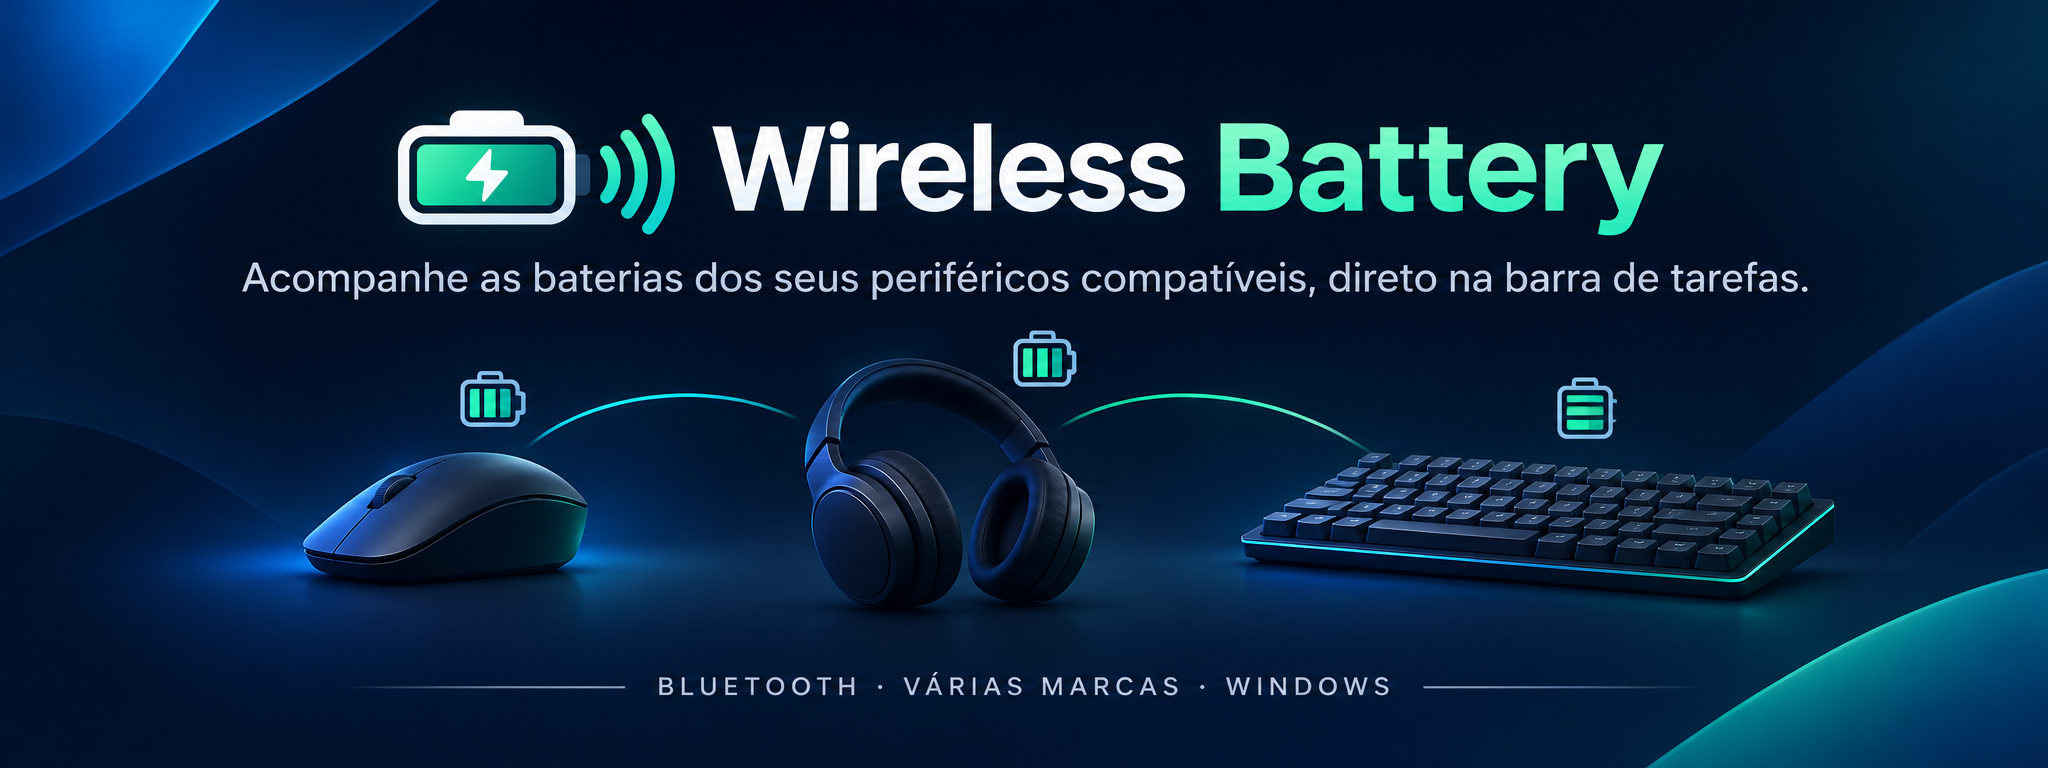 Wireless Battery
Acompanhe as baterias dos seus periféricos compatíveis, direto na barra de tarefas.
BLUETOOTH · VÁRIAS MARCAS · WINDOWS